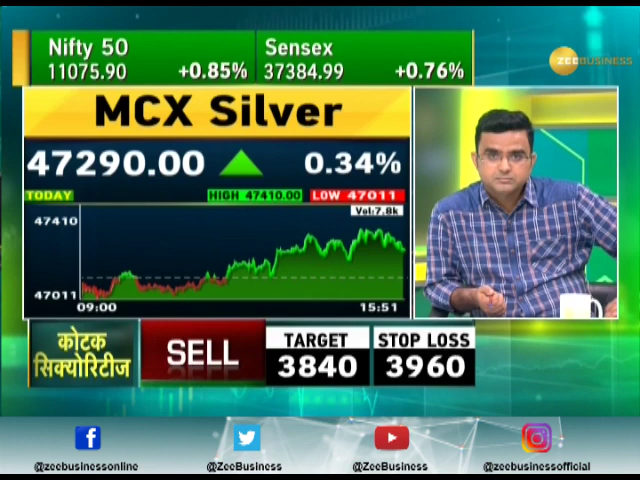 Nifty 50
11075.90 +0.85%
Sensex
37384.99 +0.76%
ZEEBUSINESS
MCX Silver
47290.00 0.34%
TODAY
HIGH 47410.00 LOW 47011
Vol:7.8k
47410
47011
09:00 15:51
कोटक
सिक्योरिटीज
SELL
TARGET
3840
STOP LOSS
3960
@zeebusinessonline
@ZeeBusiness
@ZeeBusiness
@zeebusinessofficial